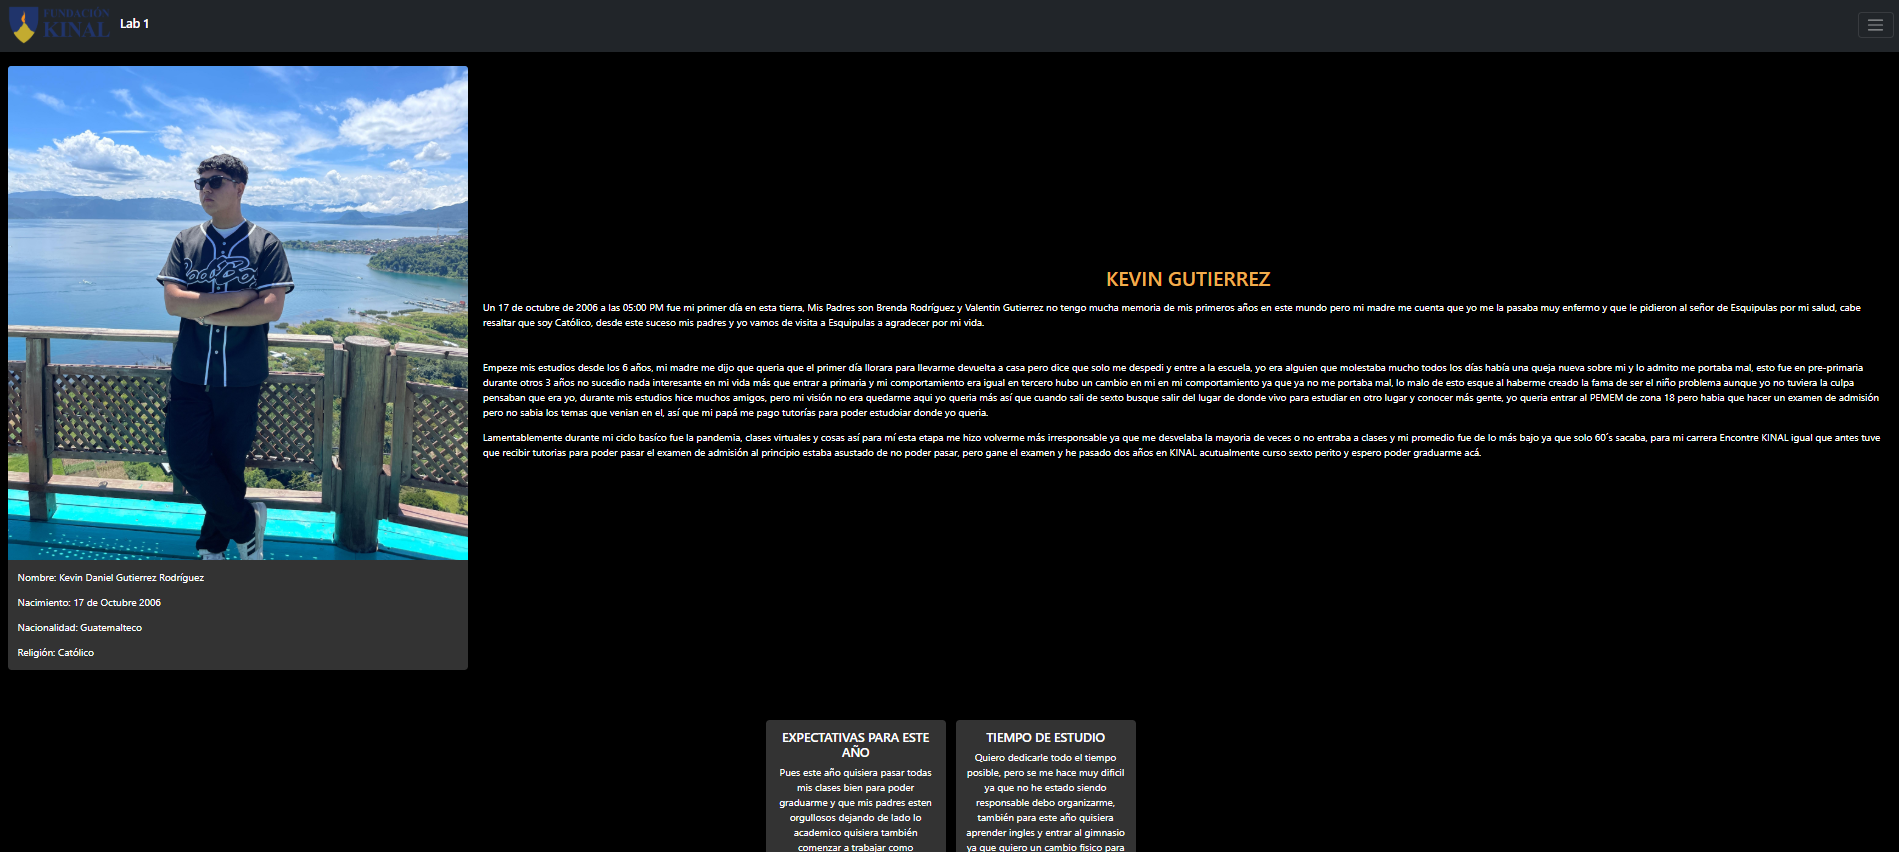 FUNDACIÓN
KINAL
Lab 1
KEVIN GUTIERREZ
Un 17 de octubre de 2006 a las 05:00 PM fue mi primer día en esta tierra, Mis Padres son Brenda Rodríguez y Valentin Gutierrez no tengo mucha memoria de mis primeros años en este mundo pero mi madre me cuenta que yo me la pasaba muy enfermo y que le pidieron al señor de Esquipulas por mi salud, cabe
resaltar que soy Católico, desde este suceso mis padres y yo vamos de visita a Esquipulas a agradecer por mi vida.
Empeze mis estudios desde los 6 años, mi madre me dijo que queria que el primer día llorara para llevarme devuelta a casa pero dice que solo me despedi y entre a la escuela, yo era alguien que molestaba mucho todos los días había una queja nueva sobre mi y lo admito me portaba mal, esto fue en pre-primaria
durante otros 3 años no sucedio nada interesante en mi vida más que entrar a primaria y mi comportamiento era igual en tercero hubo un cambio en mi en mi comportamiento ya que ya no me portaba mal, lo malo de esto esque al haberme creado la fama de ser el niño problema aunque yo no tuviera la culpa
pensaban que era yo, durante mis estudios hice muchos amigos, pero mi visión no era quedarme aqui yo queria más así que cuando sali de sexto busque salir del lugar de donde vivo para estudiar en otro lugar y conocer más gente, yo queria entrar al PEMEM de zona 18 pero habia que hacer un examen de admisión
pero no sabia los temas que venian en el, así que mi papá me pago tutorías para poder estudoiar donde yo queria.
Lamentablemente durante mi ciclo basíco fue la pandemia, clases virtuales y cosas así para mí esta etapa me hizo volverme más irresponsable ya que me desvelaba la mayoria de veces o no entraba a clases y mi promedio fue de lo más bajo ya que solo 60´s sacaba, para mi carrera Encontre KINAL igual que antes tuve
que recibir tutorias para poder pasar el examen de admisión al principio estaba asustado de no poder pasar, pero gane el examen y he pasado dos años en KINAL acutualmente curso sexto perito y espero poder graduarme acá.
Nombre: Kevin Daniel Gutierrez Rodríguez
Nacimiento: 17 de Octubre 2006
Nacionalidad: Guatemalteco
Religión: Católico
EXPECTATIVAS PARA ESTE
AÑO
Pues este año quisiera pasar todas
mis clases bien para poder
graduarme y que mis padres esten
orgullosos dejando de lado lo
academico quisiera también
comenzar a trabajar como
TIEMPO DE ESTUDIO
Quiero dedicarle todo el tiempo
posible, pero se me hace muy dificil
ya que no he estado siendo
responsable debo organizarme,
también para este año quisiera
aprender ingles y entrar al gimnasio
ya que quiero un cambio fisico para